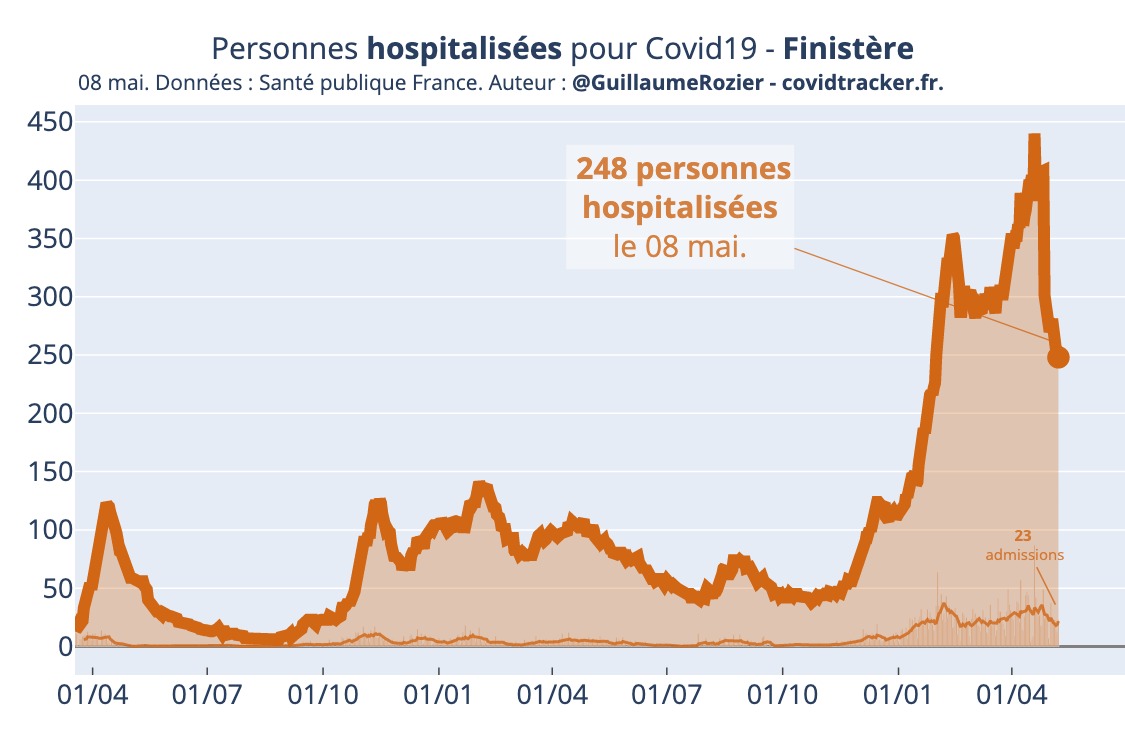 Personnes hospitalisées pour Covid19 - Finistère
08 mai. Données : Santé publique France. Auteur : @GuillaumeRozier - covidtracker.fr.
450
400
350
300
250
200
150
100
50
0
248 personnes
hospitalisées
le 08 mai.
23
admissions
01/04 01/07 01/10 01/01 01/04 01/07 01/10 01/01 01/04